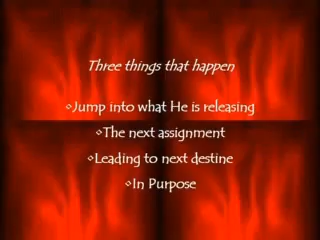 Three things that happen
•Jump into what He is releasing
•The next assignment
•Leading to next destine
•In Purpose